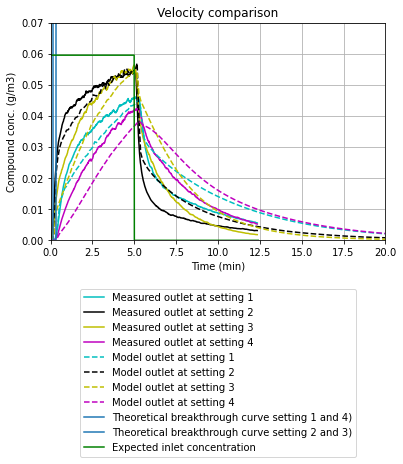 Velocity comparison
0.07
0.06
0.05
0.04
0.03
0.02
0.01
0.00
Compound conc. (g/m3)
0.0 2.5 5.0 7.5 10.0 12.5 15.0 17.5 20.0
Time (min)
Measured outlet at setting 1
Measured outlet at setting 2
Measured outlet at setting 3
Measured outlet at setting 4
Model outlet at setting 1
Model outlet at setting 2
Model outlet at setting 3
Model outlet at setting 4
Theoretical breakthrough curve setting 1 and 4)
Theoretical breakthrough curve setting 2 and 3)
Expected inlet concentration